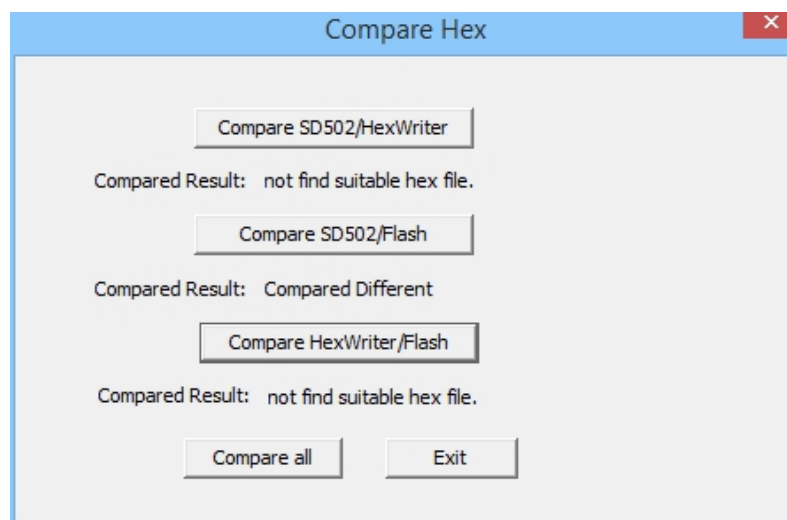 Compare Hex
Compare SD502/HexWriter
Compared Result: not find suitable hex file.
Compare SD502/Flash
Compared Result: Compared Different
Compare HexWriter/Flash
Compared Result: not find suitable hex file.
Compare all Exit